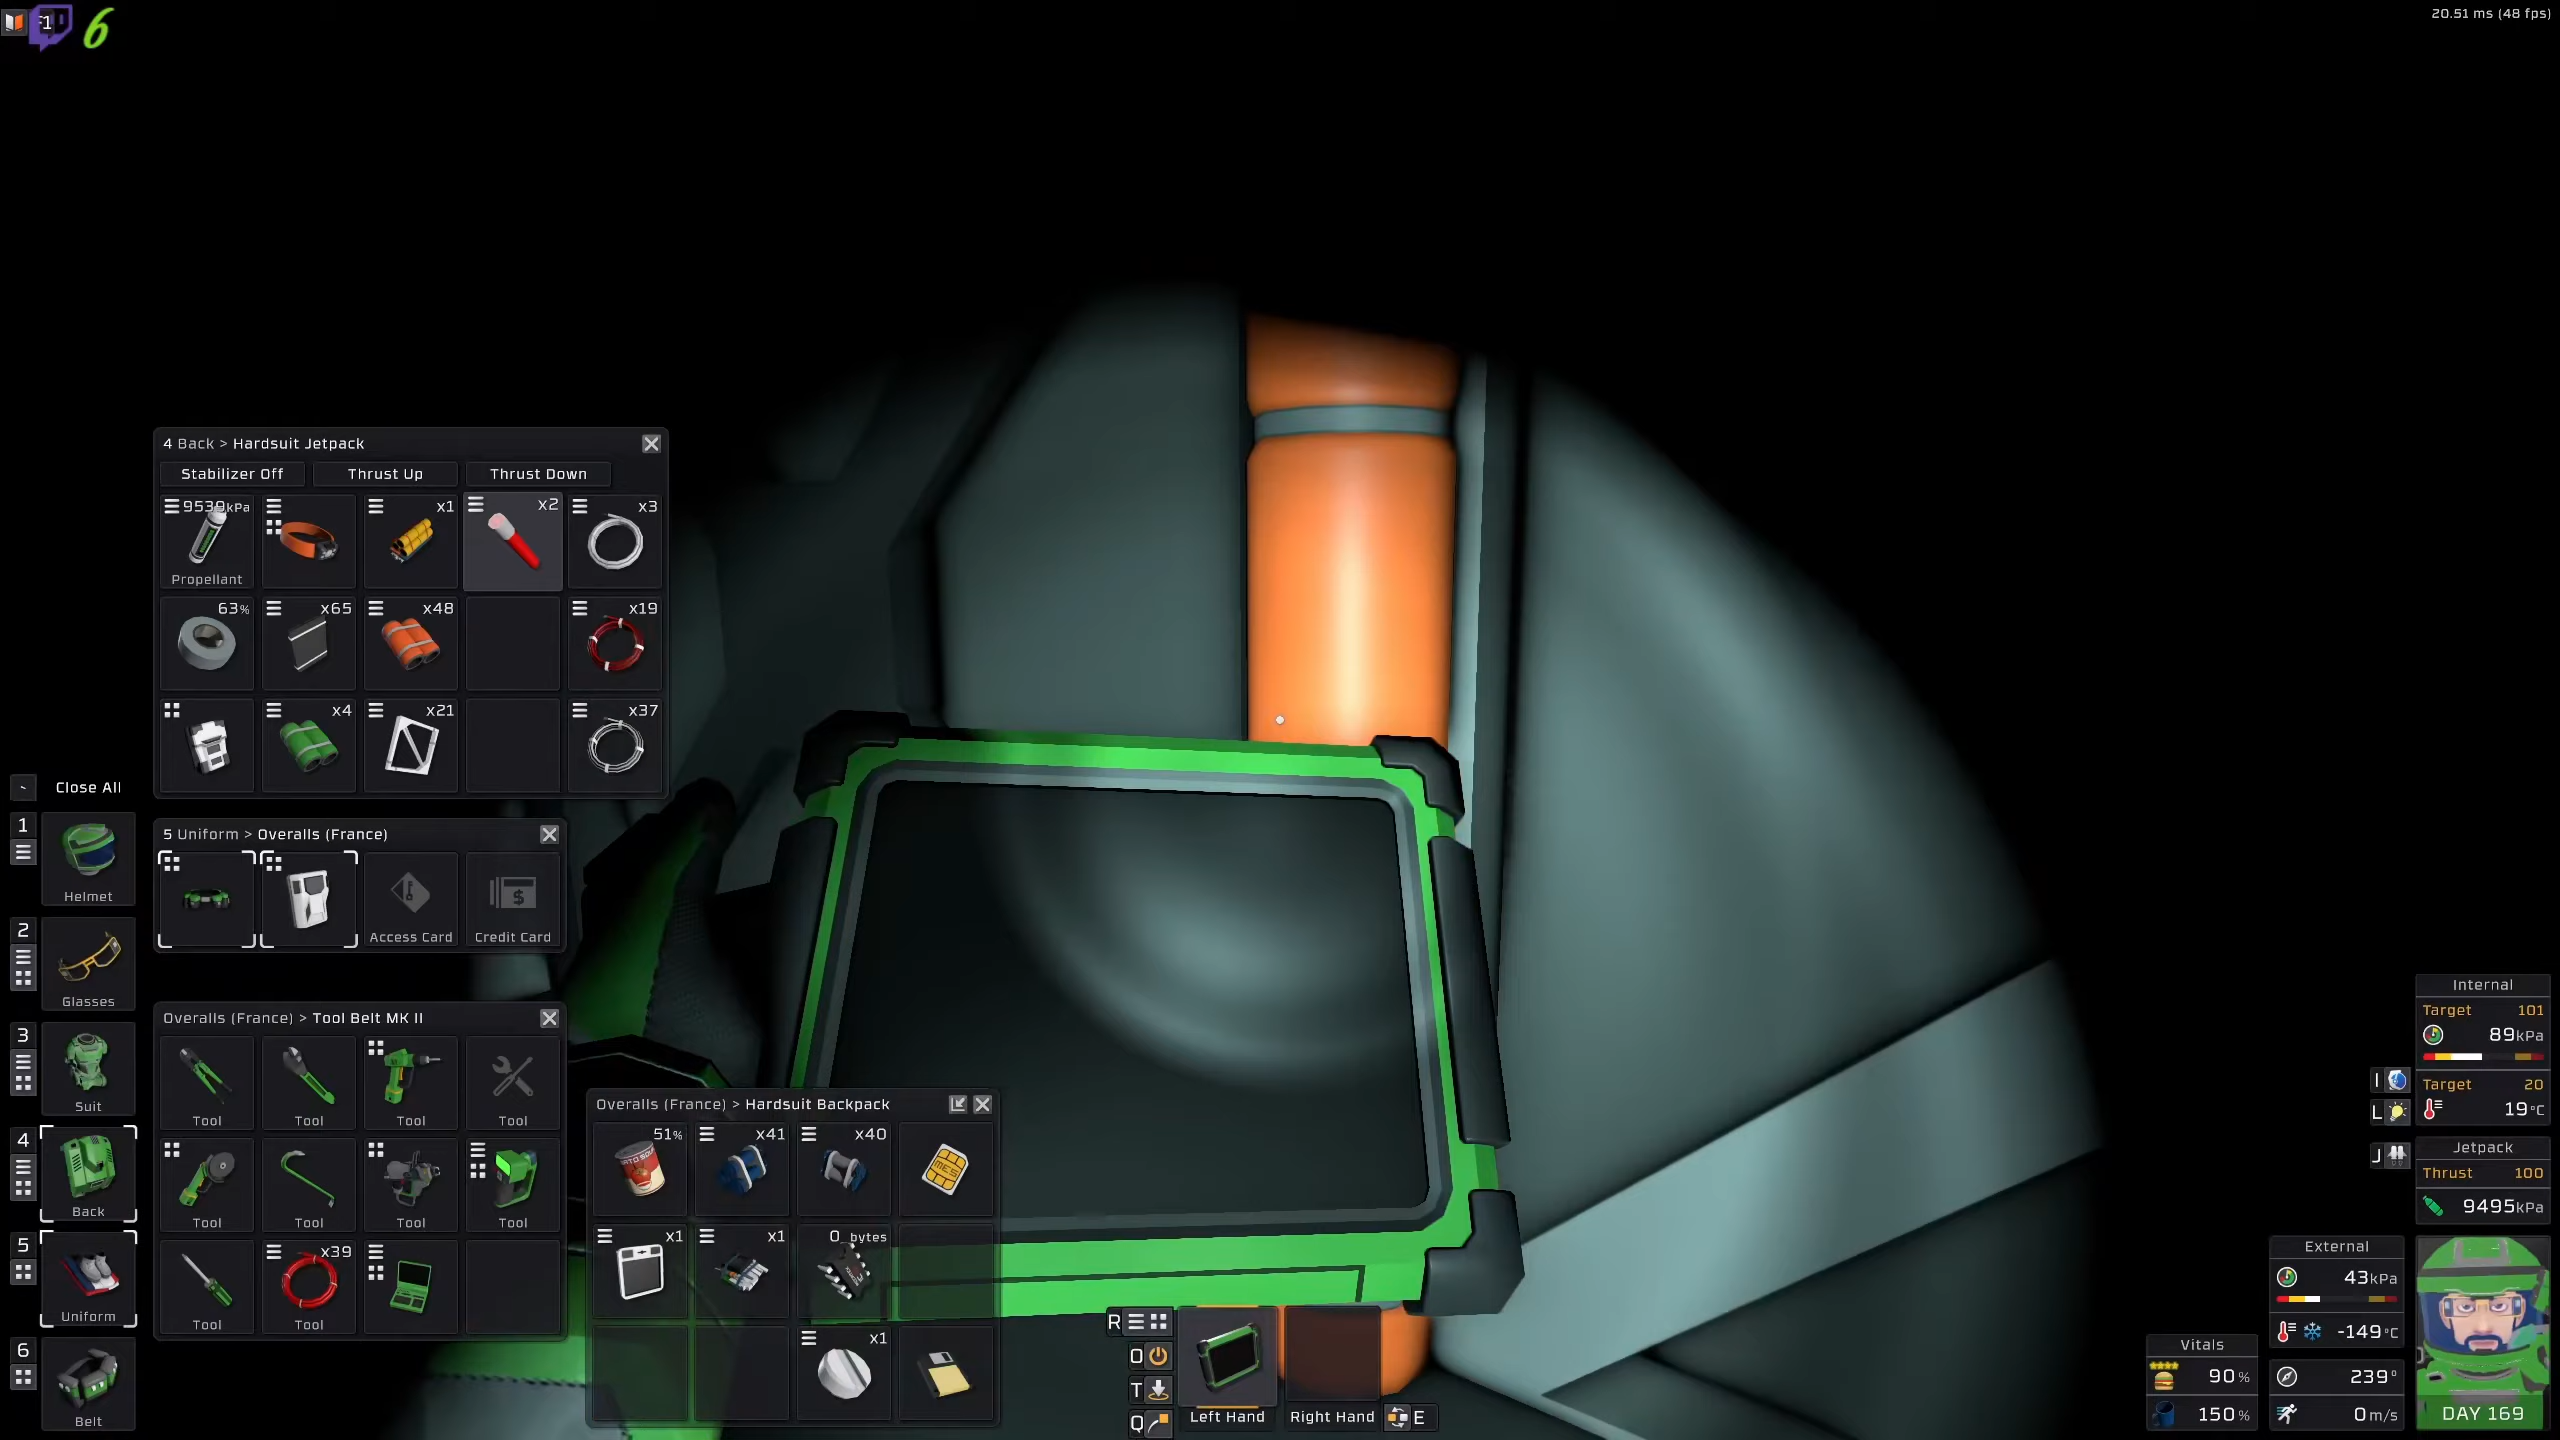 F1
6
20.51 ms (48 fps)
4 Back > Hardsuit Jetpack
Stabilizer Off
Thrust Up
Thrust Down
9539kPa
x1
x2
x3
Propellant
63%
x65
x48
x19
x4
x21
x37
~
Close All
1
Helmet
2
Glasses
3
Suit
4
Back
5
Uniform
6
Belt
5 Uniform > Overalls (France)
Access Card
Credit Card
Overalls (France) > Tool Belt MK II
Tool
Tool
Tool
Tool
Tool
Tool
Tool
Tool
Tool
x39
Tool
Overalls (France) > Hardsuit Backpack
51%
x41
x40
MES
x1
x1
0 bytes
x1
R
O
T
Q
Left Hand
Right Hand
E
Internal
Target 101
89kPa
Target 20
19°C
I
L
J
Jetpack
Thrust 100
9495kPa
External
43kPa
-149°C
239°
0m/s
Vitals
90%
150%
DAY 169